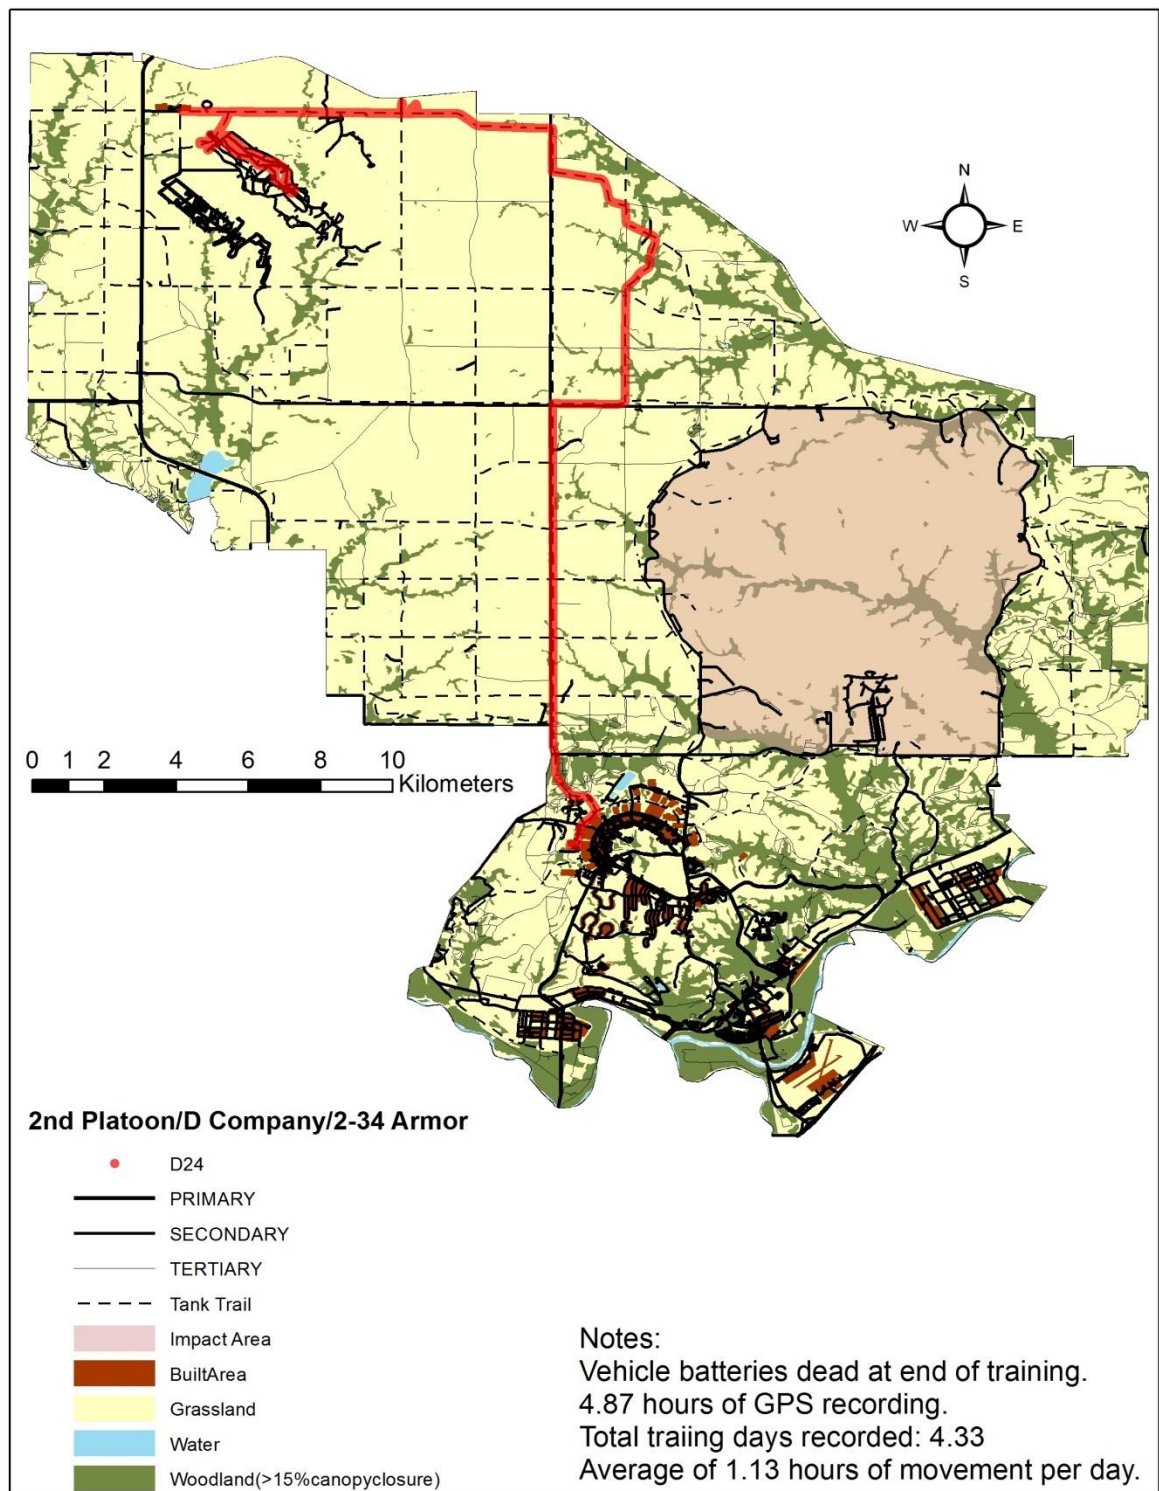 N
W E
S
0 1 2 4 6 8 10
Kilometers
2nd Platoon/D Company/2-34 Armor
D24
PRIMARY
SECONDARY
TERTIARY
Tank Trail
Impact Area
BuiltArea
Grassland
Water
Woodland(>15%canopyclosure)
Notes:
Vehicle batteries dead at end of training.
4.87 hours of GPS recording.
Total traiing days recorded: 4.33
Average of 1.13 hours of movement per day.